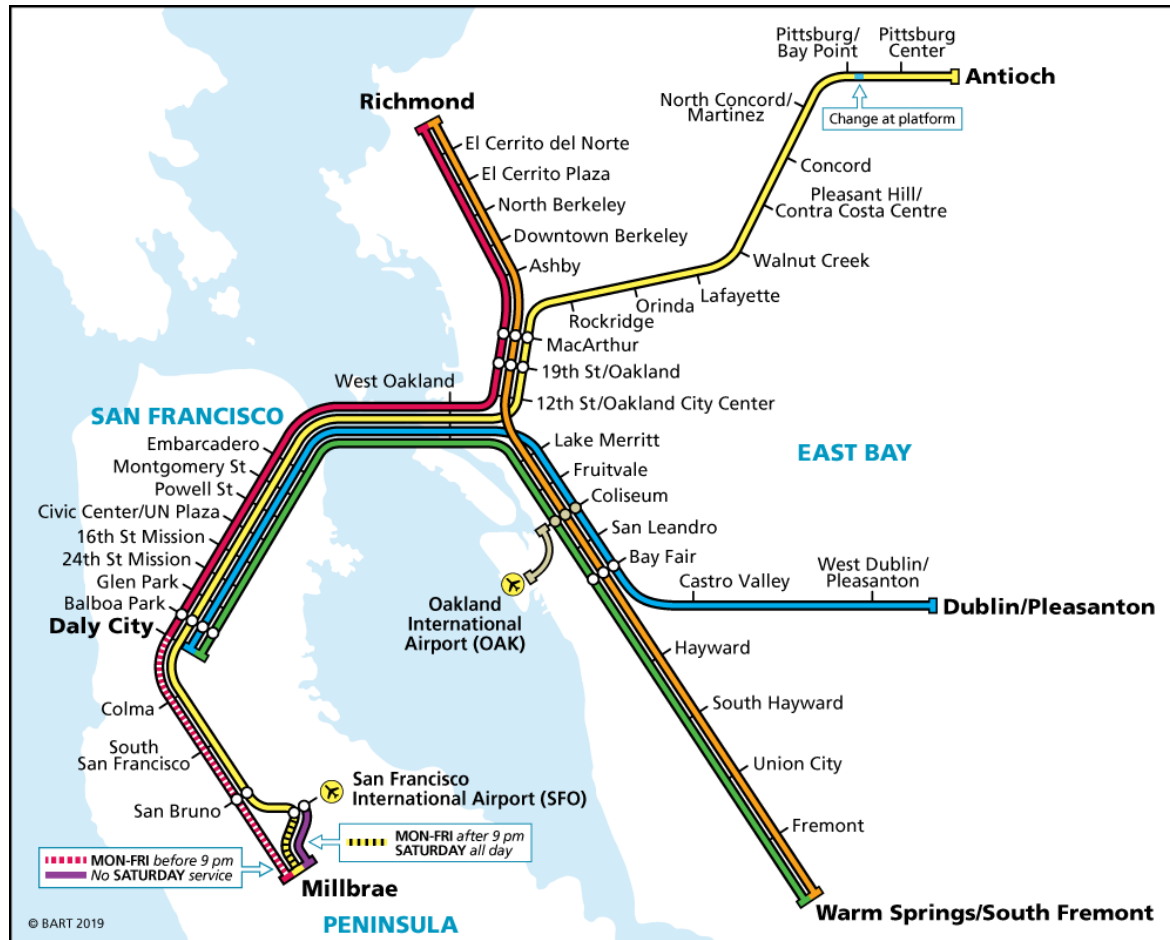 Pittsburg/
Bay Point
Pittsburg
Center
Antioch
Change at platform
North Concord/
Martinez
Concord
Pleasant Hill/
Contra Costa Centre
Walnut Creek
Lafayette
Orinda
Rockridge
Richmond
El Cerrito del Norte
El Cerrito Plaza
North Berkeley
Downtown Berkeley
Ashby
MacArthur
19th St/Oakland
12th St/Oakland City Center
West Oakland
SAN FRANCISCO
Embarcadero
Montgomery St
Powell St
Civic Center/UN Plaza
16th St Mission
24th St Mission
Glen Park
Balboa Park
Daly City
EAST BAY
Lake Merritt
Fruitvale
Coliseum
San Leandro
Bay Fair
Castro Valley
West Dublin/
Pleasanton
Dublin/Pleasanton
Oakland
International
Airport (OAK)
Hayward
South Hayward
Union City
Fremont
Warm Springs/South Fremont
Colma
South
San Francisco
San Bruno
San Francisco
International Airport (SFO)
MON-FRI before 9 pm
No SATURDAY service
MON-FRI after 9 pm
SATURDAY all day
Millbrae
PENINSULA
© BART 2019